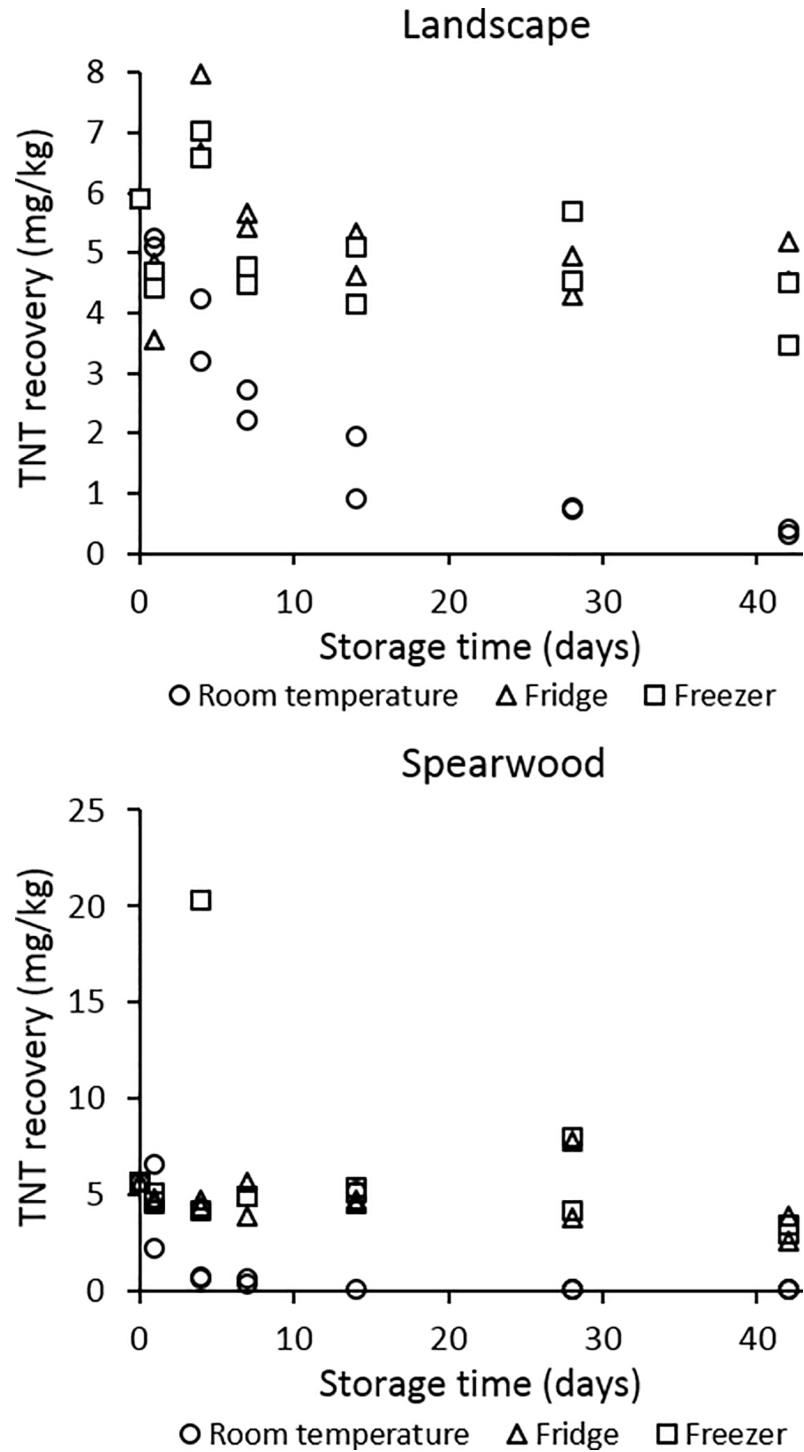 Landscape
TNT recovery (mg/kg)
8
7
6
5
4
3
2
1
0
0 10 20 30 40
Storage time (days)
Room temperature Fridge Freezer
Spearwood
TNT recovery (mg/kg)
25
20
15
10
5
0
0 10 20 30 40
Storage time (days)
Room temperature Fridge Freezer